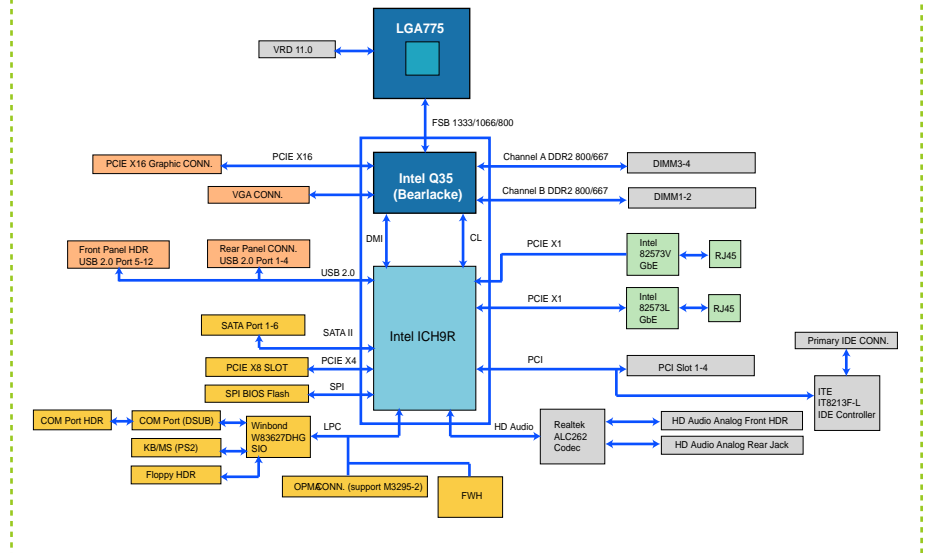 LGA775
VRD 11.0
FSB 1333/1066/800
PCIE X16 Graphic CONN.
PCIE X16
Intel Q35
(Bearlacke)
Channel A DDR2 800/667
DIMM3-4
VGA CONN.
Channel B DDR2 800/667
DIMM1-2
DMI
CL
Front Panel HDR
USB 2.0 Port 5-12
Rear Panel CONN.
USB 2.0 Port 1-4
USB 2.0
PCIE X1
Intel
82573V
GbE
RJ45
PCIE X1
Intel
82573L
GbE
RJ45
SATA Port 1-6
SATA II
Intel ICH9R
Primary IDE CONN.
PCIE X8 SLOT
PCIE X4
PCI
PCI Slot 1-4
SPI BIOS Flash
SPI
ITE
IT8213F-L
IDE Controller
COM Port HDR
COM Port (DSUB)
Winbond
W83627DHG
SIO
LPC
HD Audio
Realtek
ALC262
Codec
HD Audio Analog Front HDR
KB/MS (PS2)
HD Audio Analog Rear Jack
Floppy HDR
OPMACONN. (support M3295-2)
FWH